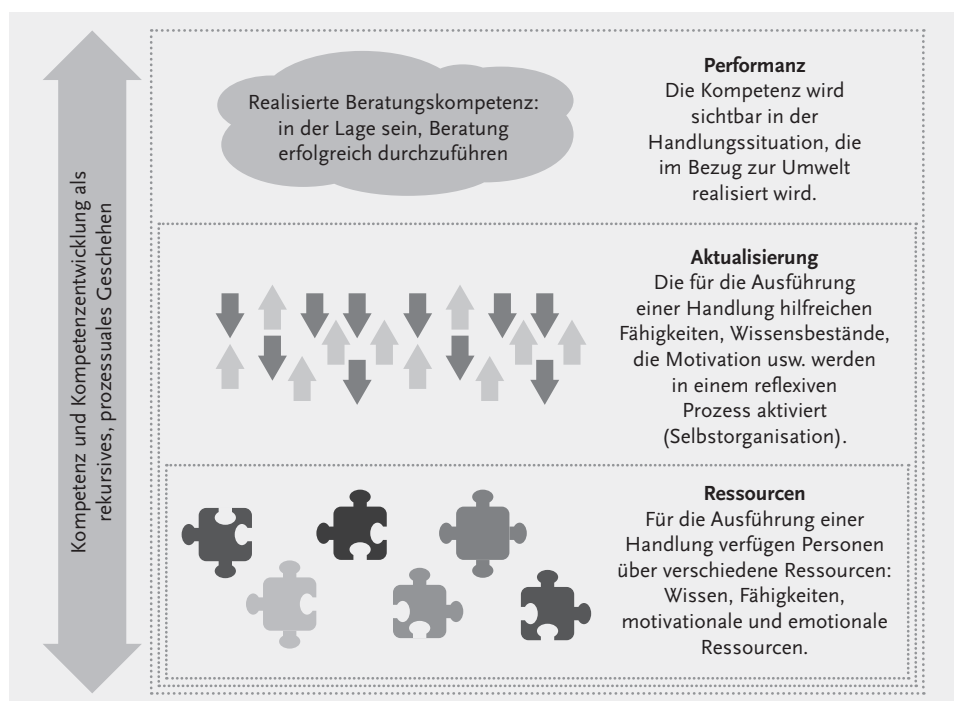 Kompetenz und Kompetenzentwicklung als
rekursives, prozessuales Geschehen
Realisierte Beratungskompetenz:
in der Lage sein, Beratung
erfolgreich durchzuführen
Performanz
Die Kompetenz wird
sichtbar in der
Handlungssituation, die
im Bezug zur Umwelt
realisiert wird.
Aktualisierung
Die für die Ausführung
einer Handlung hilfreichen
Fähigkeiten, Wissensbestände,
die Motivation usw. werden
in einem reflexiven
Prozess aktiviert
(Selbstorganisation).
Ressourcen
Für die Ausführung einer
Handlung verfügen Personen
über verschiedene Ressourcen:
Wissen, Fähigkeiten,
motivationale und emotionale
Ressourcen.